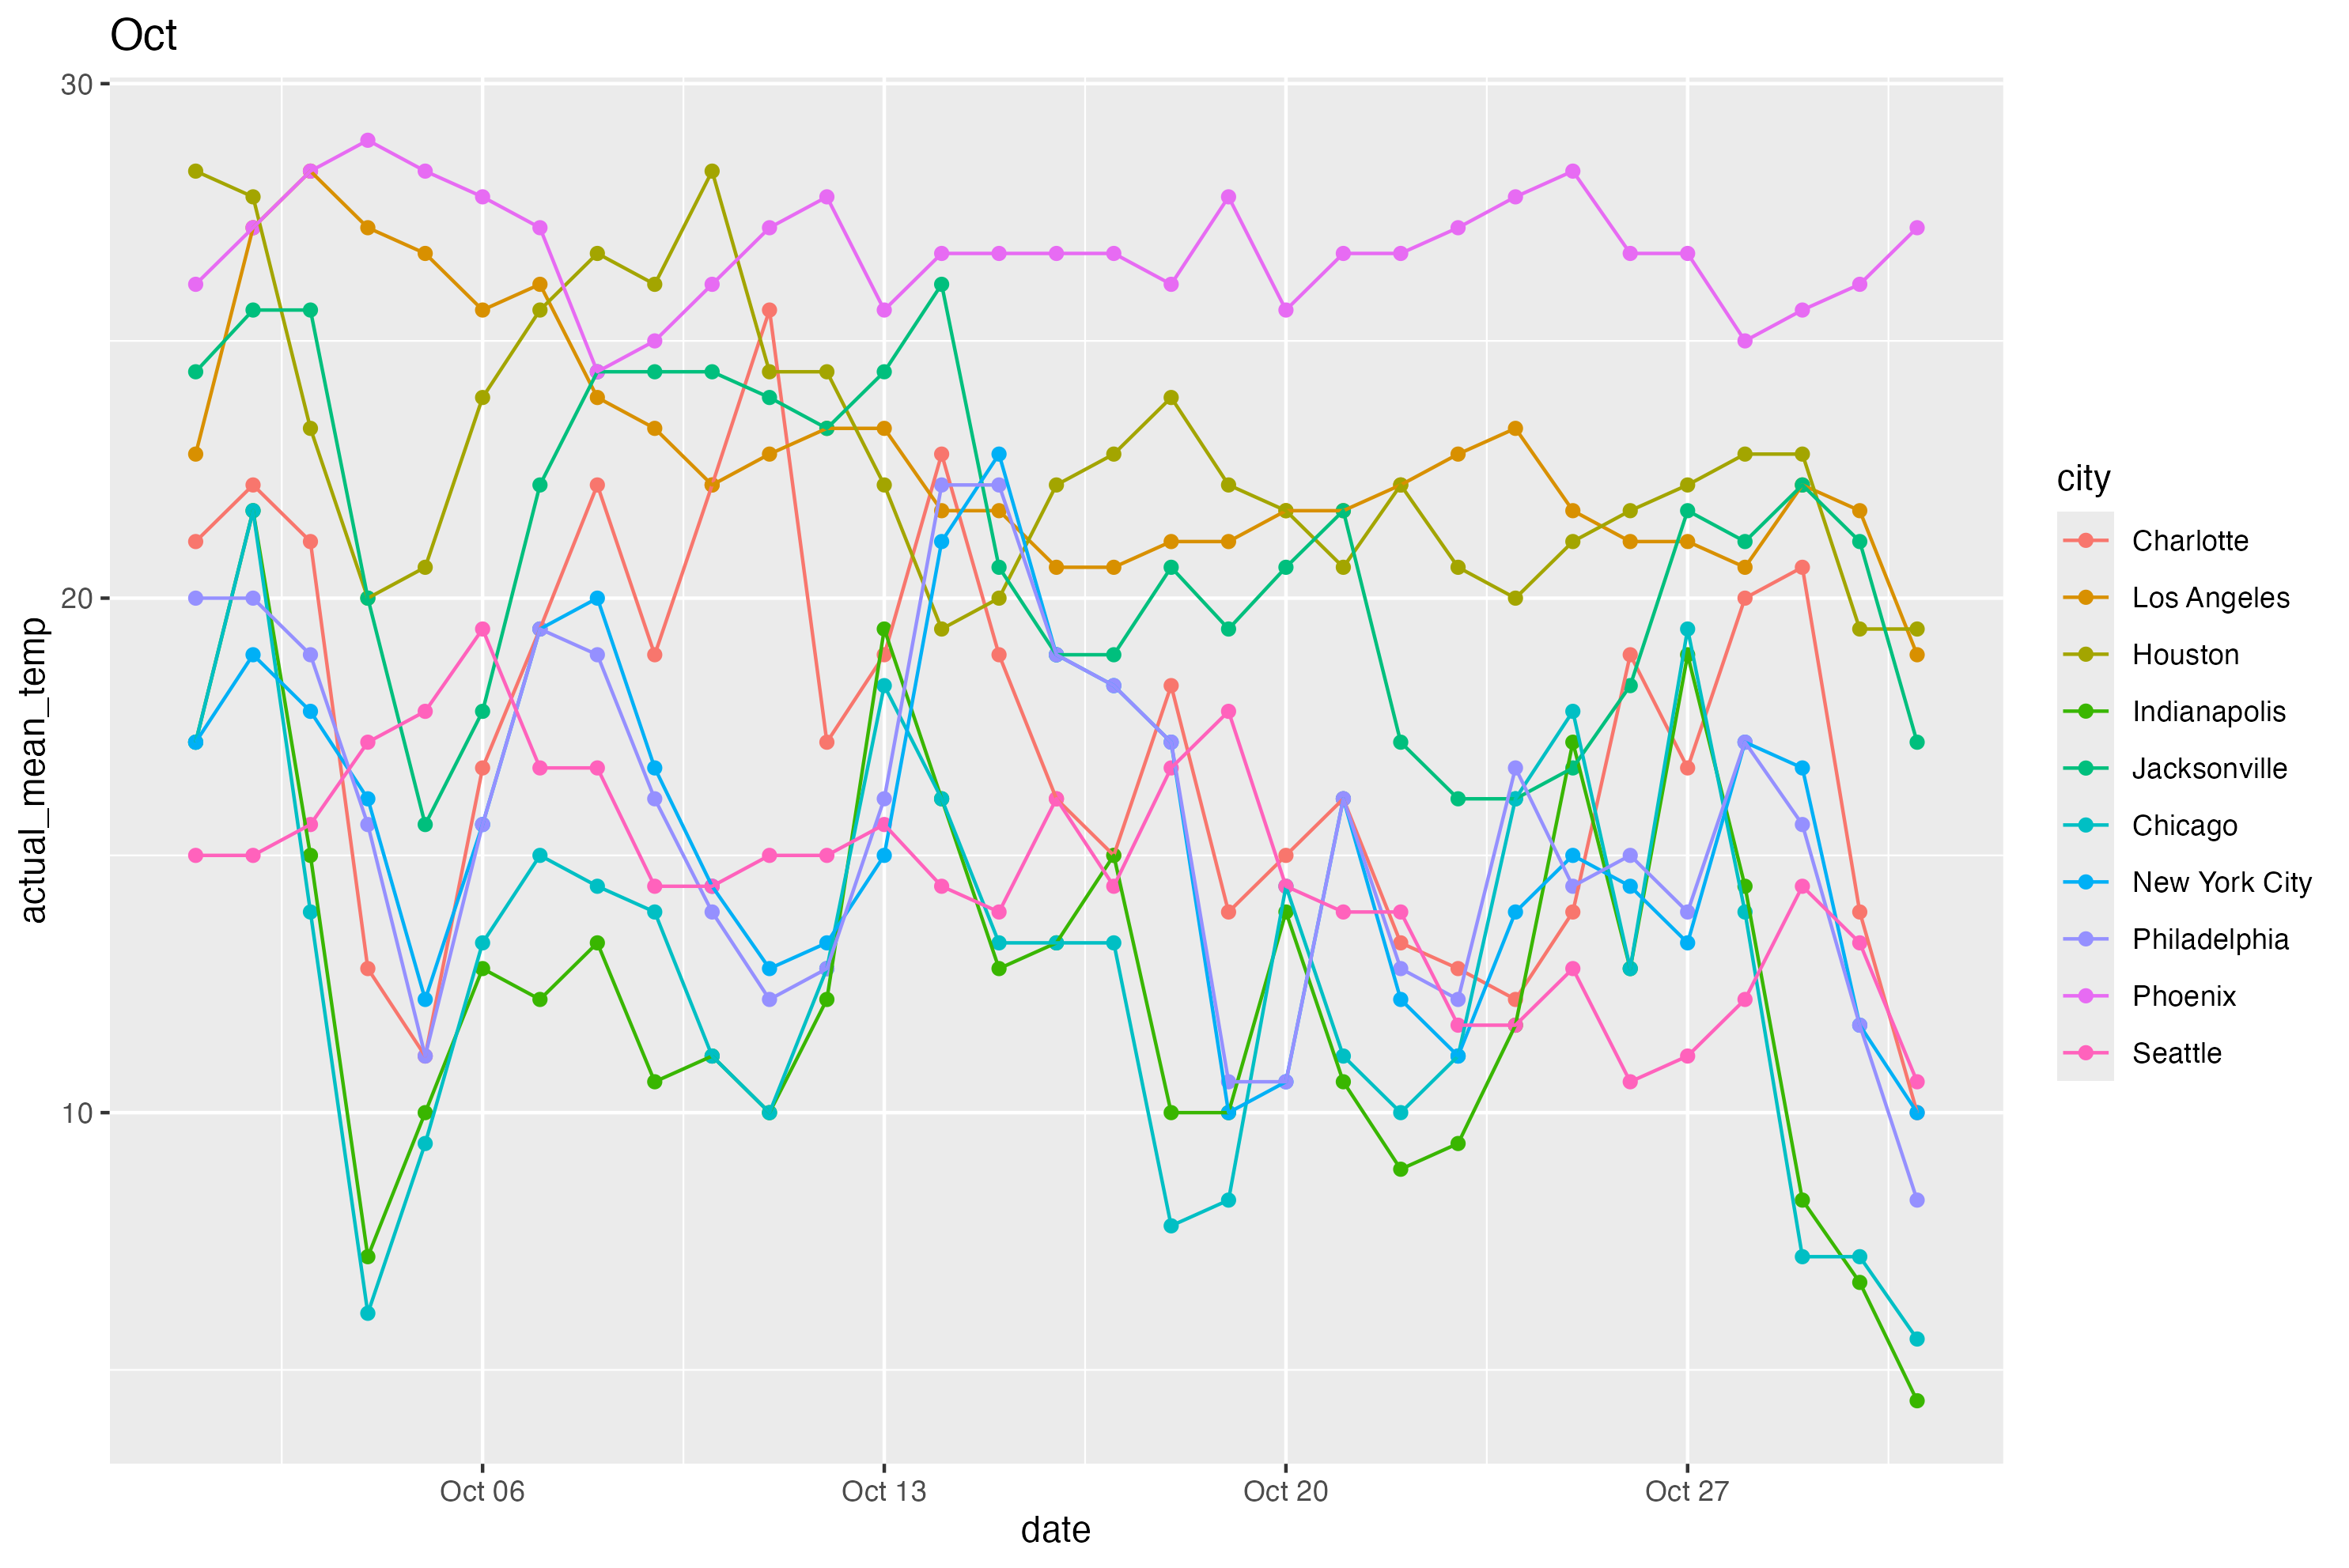 Oct
30
20
10
actual_mean_temp
Oct 06
Oct 13
Oct 20
Oct 27
date
city
Charlotte
Los Angeles
Houston
Indianapolis
Jacksonville
Chicago
New York City
Philadelphia
Phoenix
Seattle